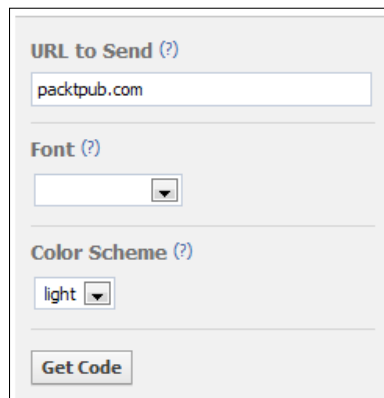 URL to Send (?)
packtpub.com
Font (?)
Color Scheme (?)
light
Get Code